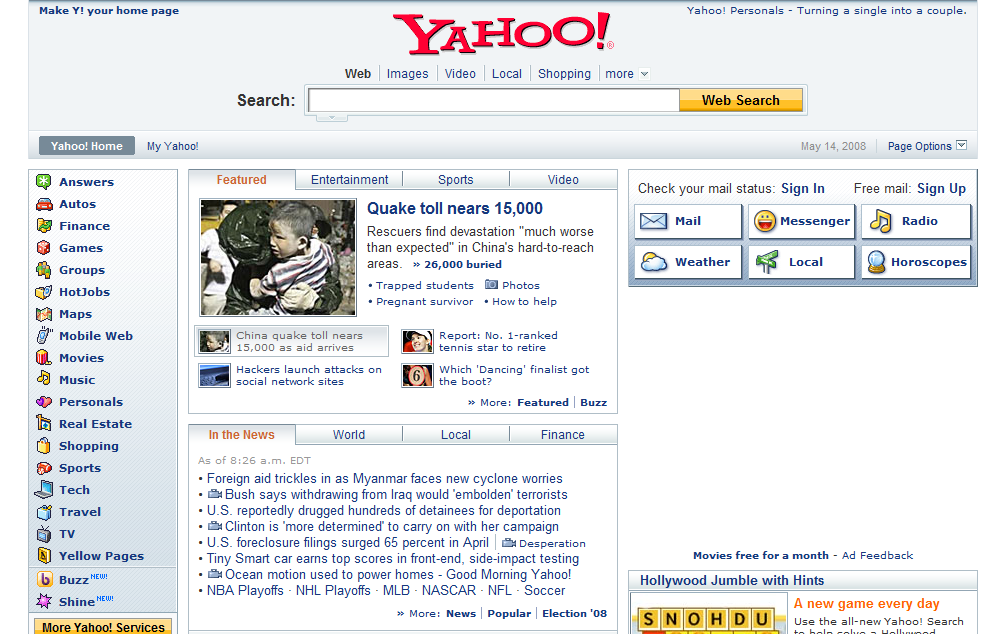 Make Y! your home page
Yahoo! Personals - Turning a single into a couple.
YAHOO!®
Web Images Video Local Shopping more
Search: Web Search
Yahoo! Home My Yahoo!
May 14, 2008 Page Options
Answers
Autos
Finance
Games
Groups
HotJobs
Maps
Mobile Web
Movies
Music
Personals
Real Estate
Shopping
Sports
Tech
Travel
TV
Yellow Pages
Buzz NEW!
Shine NEW!
More Yahoo! Services
Featured Entertainment Sports Video
Quake toll nears 15,000
Rescuers find devastation "much worse
than expected" in China's hard-to-reach
areas. » 26,000 buried
• Trapped students Photos
• Pregnant survivor • How to help
China quake toll nears
15,000 as aid arrives
Report: No. 1-ranked
tennis star to retire
Hackers launch attacks on
social network sites
6
Which 'Dancing' finalist got
the boot?
» More: Featured | Buzz
In the News World Local Finance
As of 8:26 a.m. EDT
• Foreign aid trickles in as Myanmar faces new cyclone worries
• Bush says withdrawing from Iraq would 'embolden' terrorists
• U.S. reportedly drugged hundreds of detainees for deportation
• Clinton is 'more determined' to carry on with her campaign
• U.S. foreclosure filings surged 65 percent in April | Desperation
• Tiny Smart car earns top scores in front-end, side-impact testing
• Ocean motion used to power homes - Good Morning Yahoo!
• NBA Playoffs · NHL Playoffs · MLB · NASCAR · NFL · Soccer
» More: News | Popular | Election '08
Check your mail status: Sign In Free mail: Sign Up
Mail Messenger Radio
Weather Local Horoscopes
Movies free for a month - Ad Feedback
Hollywood Jumble with Hints
SNOHDU
A new game every day
Use the all-new Yahoo! Search
to help solve a Hollywood